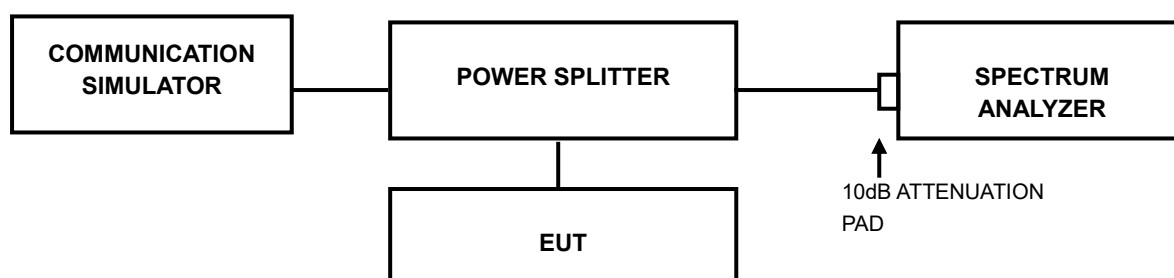 COMMUNICATION
SIMULATOR
POWER SPLITTER
SPECTRUM
ANALYZER
10dB ATTENUATION
PAD
EUT